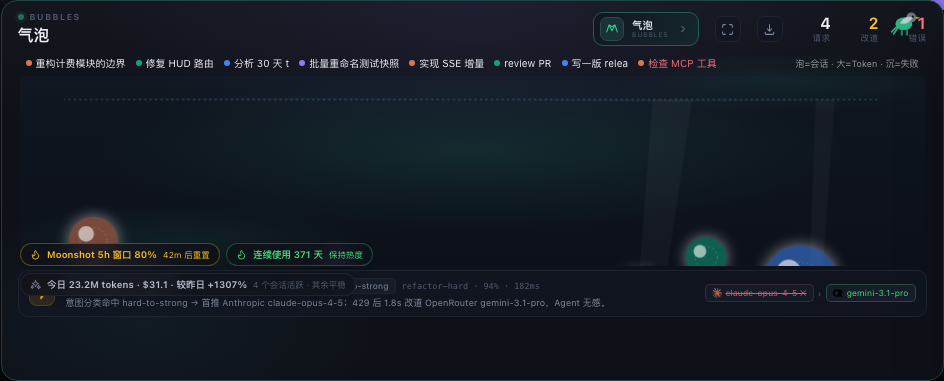 BUBBLES
气泡
气泡
BUBBLES
4
请求
2
改道
1
错误
重构计费模块的边界
修复 HUD 路由
分析 30 天 t
批量重命名测试快照
实现 SSE 增量
review PR
写一版 relea
检查 MCP 工具
泡=会话 · 大=Token · 沉=失败
Moonshot 5h 窗口 80% 42m 后重置
连续使用 371 天 保持热度
今日 23.2M tokens · $31.1 · 较昨日 +1307% 4 个会话活跃 · 其余平稳
-strong
refactor-hard · 94% · 182ms
意图分类命中 hard-to-strong → 首推 Anthropic claude-opus-4-5；429 后 1.8s 改道 OpenRouter gemini-3.1-pro，Agent 无感。
claude-opus-4-5 ✕ › gemini-3.1-pro